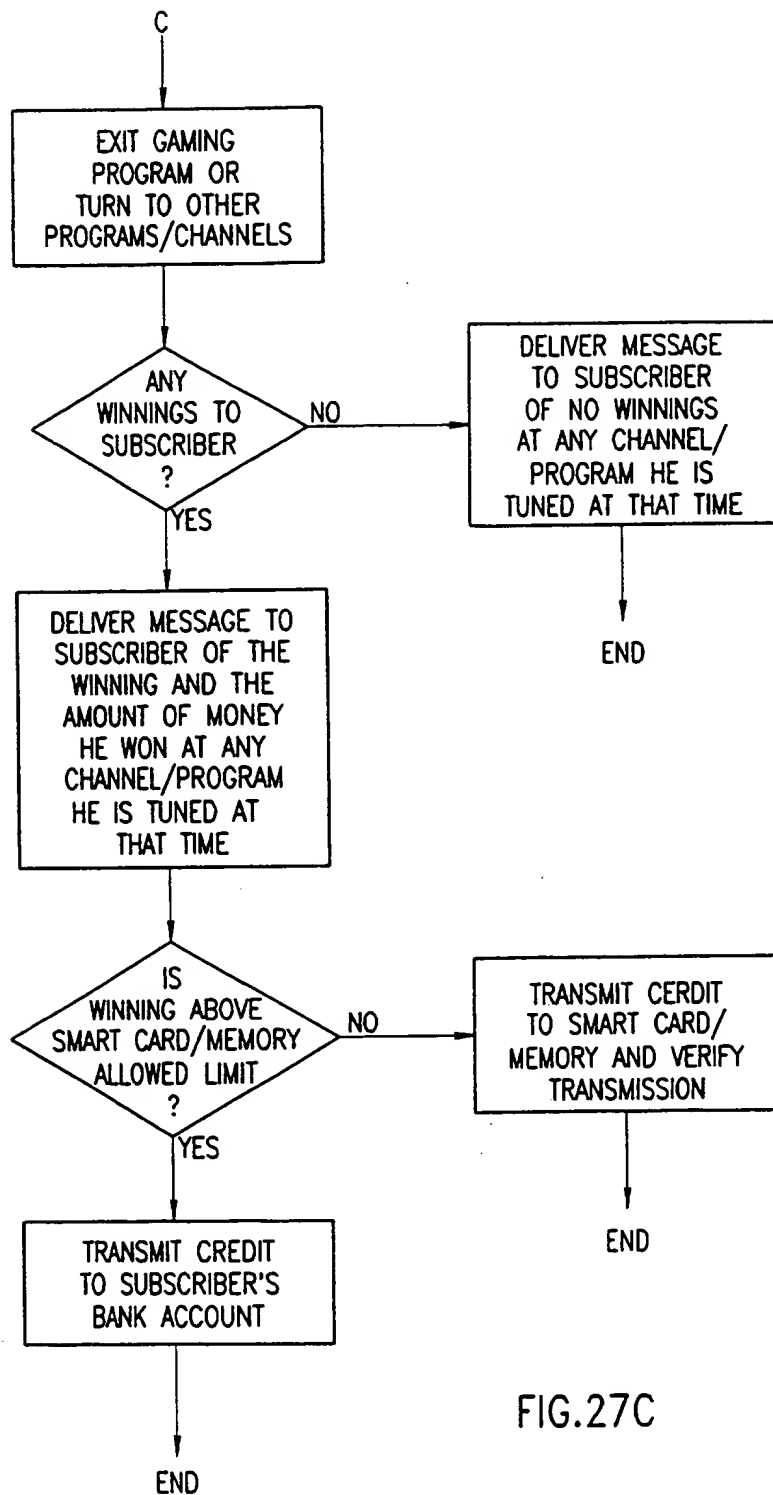 C
EXIT GAMING
PROGRAM OR
TURN TO OTHER
PROGRAMS/CHANNELS
ANY
WINNINGS TO
SUBSCRIBER
?
NO
DELIVER MESSAGE
TO SUBSCRIBER
OF NO WINNINGS
AT ANY CHANNEL/
PROGRAM HE IS
TUNED AT THAT TIME
END
YES
DELIVER MESSAGE TO
SUBSCRIBER OF THE
WINNING AND THE
AMOUNT OF MONEY
HE WON AT ANY
CHANNEL/PROGRAM
HE IS TUNED AT
THAT TIME
IS
WINNING ABOVE
SMART CARD/MEMORY
ALLOWED LIMIT
?
NO
TRANSMIT CERDIT
TO SMART CARD/
MEMORY AND VERIFY
TRANSMISSION
END
YES
TRANSMIT CREDIT
TO SUBSCRIBER'S
BANK ACCOUNT
END
FIG.27C